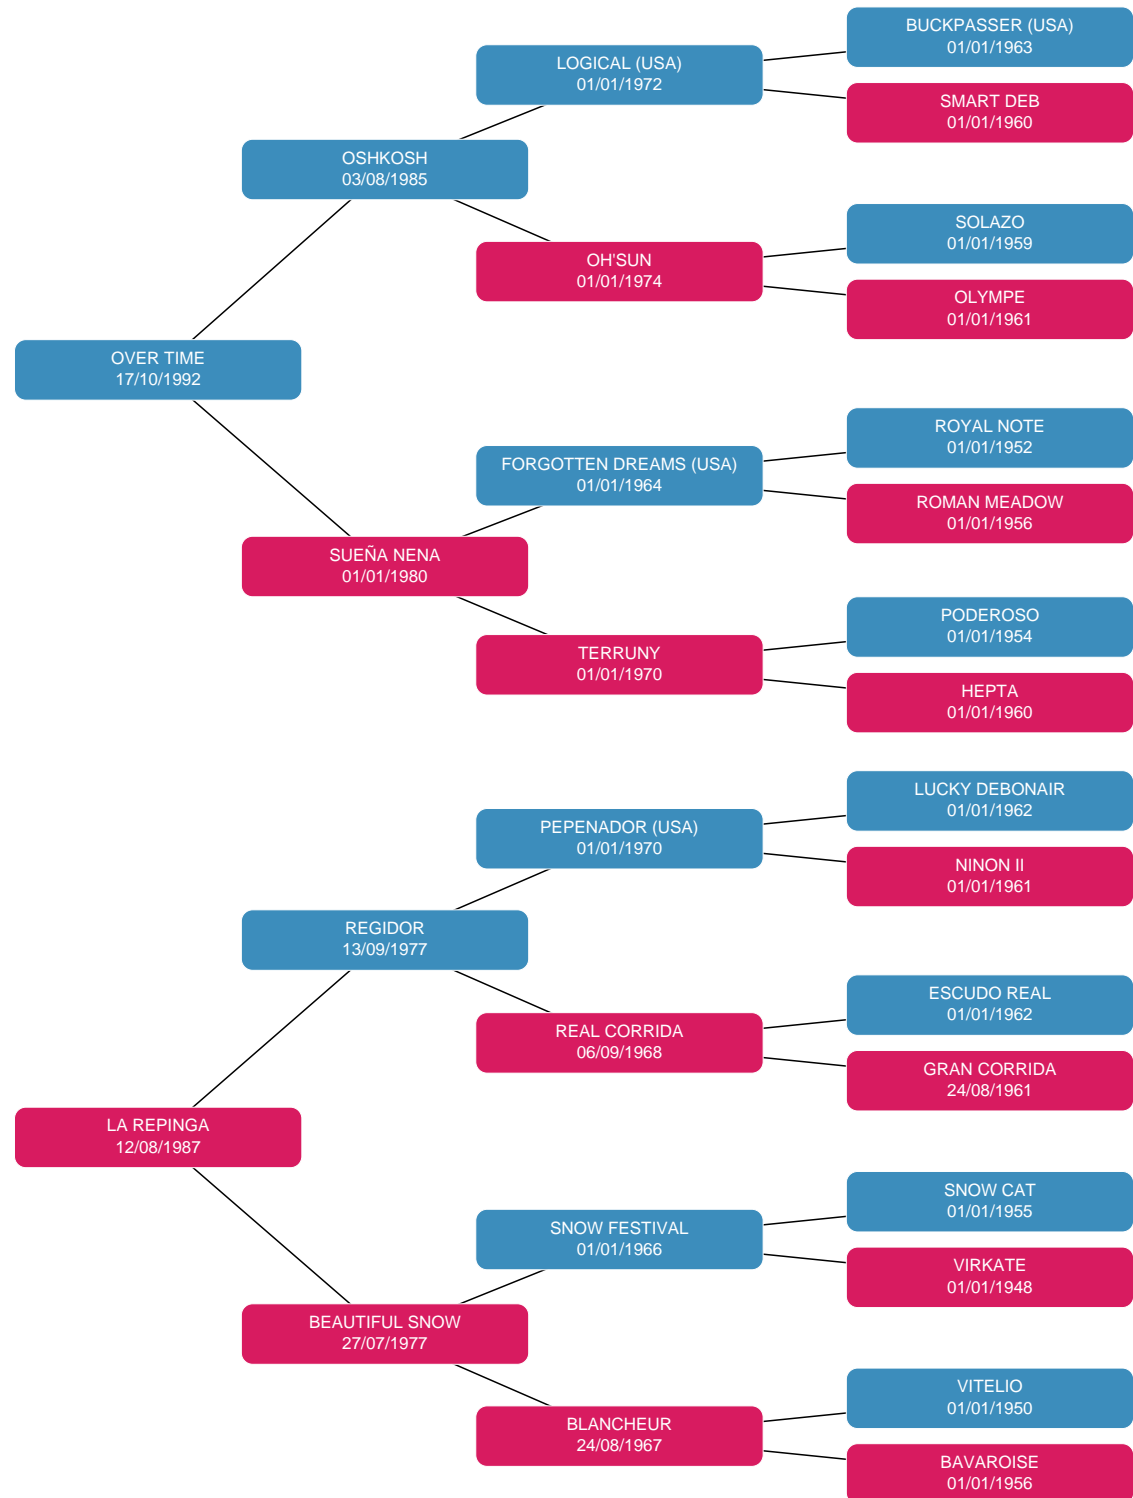 BUCKPASSER (USA)
01/01/1963
LOGICAL (USA)
01/01/1972
SMART DEB
01/01/1960
OSHKOSH
03/08/1985
SOLAZO
01/01/1959
OH'SUN
01/01/1974
OLYMPE
01/01/1961
OVER TIME
17/10/1992
ROYAL NOTE
01/01/1952
FORGOTTEN DREAMS (USA)
01/01/1964
ROMAN MEADOW
01/01/1956
SUEÑA NENA
01/01/1980
PODEROSO
01/01/1954
TERRUNY
01/01/1970
HEPTA
01/01/1960
LUCKY DEBONAIR
01/01/1962
PEPENADOR (USA)
01/01/1970
NINON II
01/01/1961
REGIDOR
13/09/1977
ESCUDO REAL
01/01/1962
REAL CORRIDA
06/09/1968
GRAN CORRIDA
24/08/1961
LA REPINGA
12/08/1987
SNOW CAT
01/01/1955
SNOW FESTIVAL
01/01/1966
VIRKATE
01/01/1948
BEAUTIFUL SNOW
27/07/1977
VITELIO
01/01/1950
BLANCHEUR
24/08/1967
BAVAROISE
01/01/1956